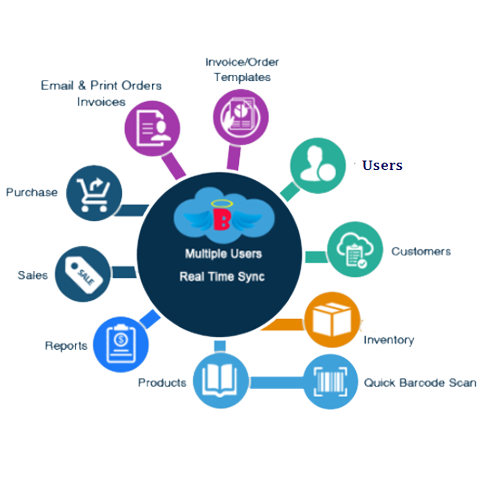 Invoice/Order
Templates
Email & Print Orders
Invoices
Users
Purchase
B
Multiple Users
Real Time Sync
Customers
Sales
SALE
Inventory
Reports
$
Products
Quick Barcode Scan